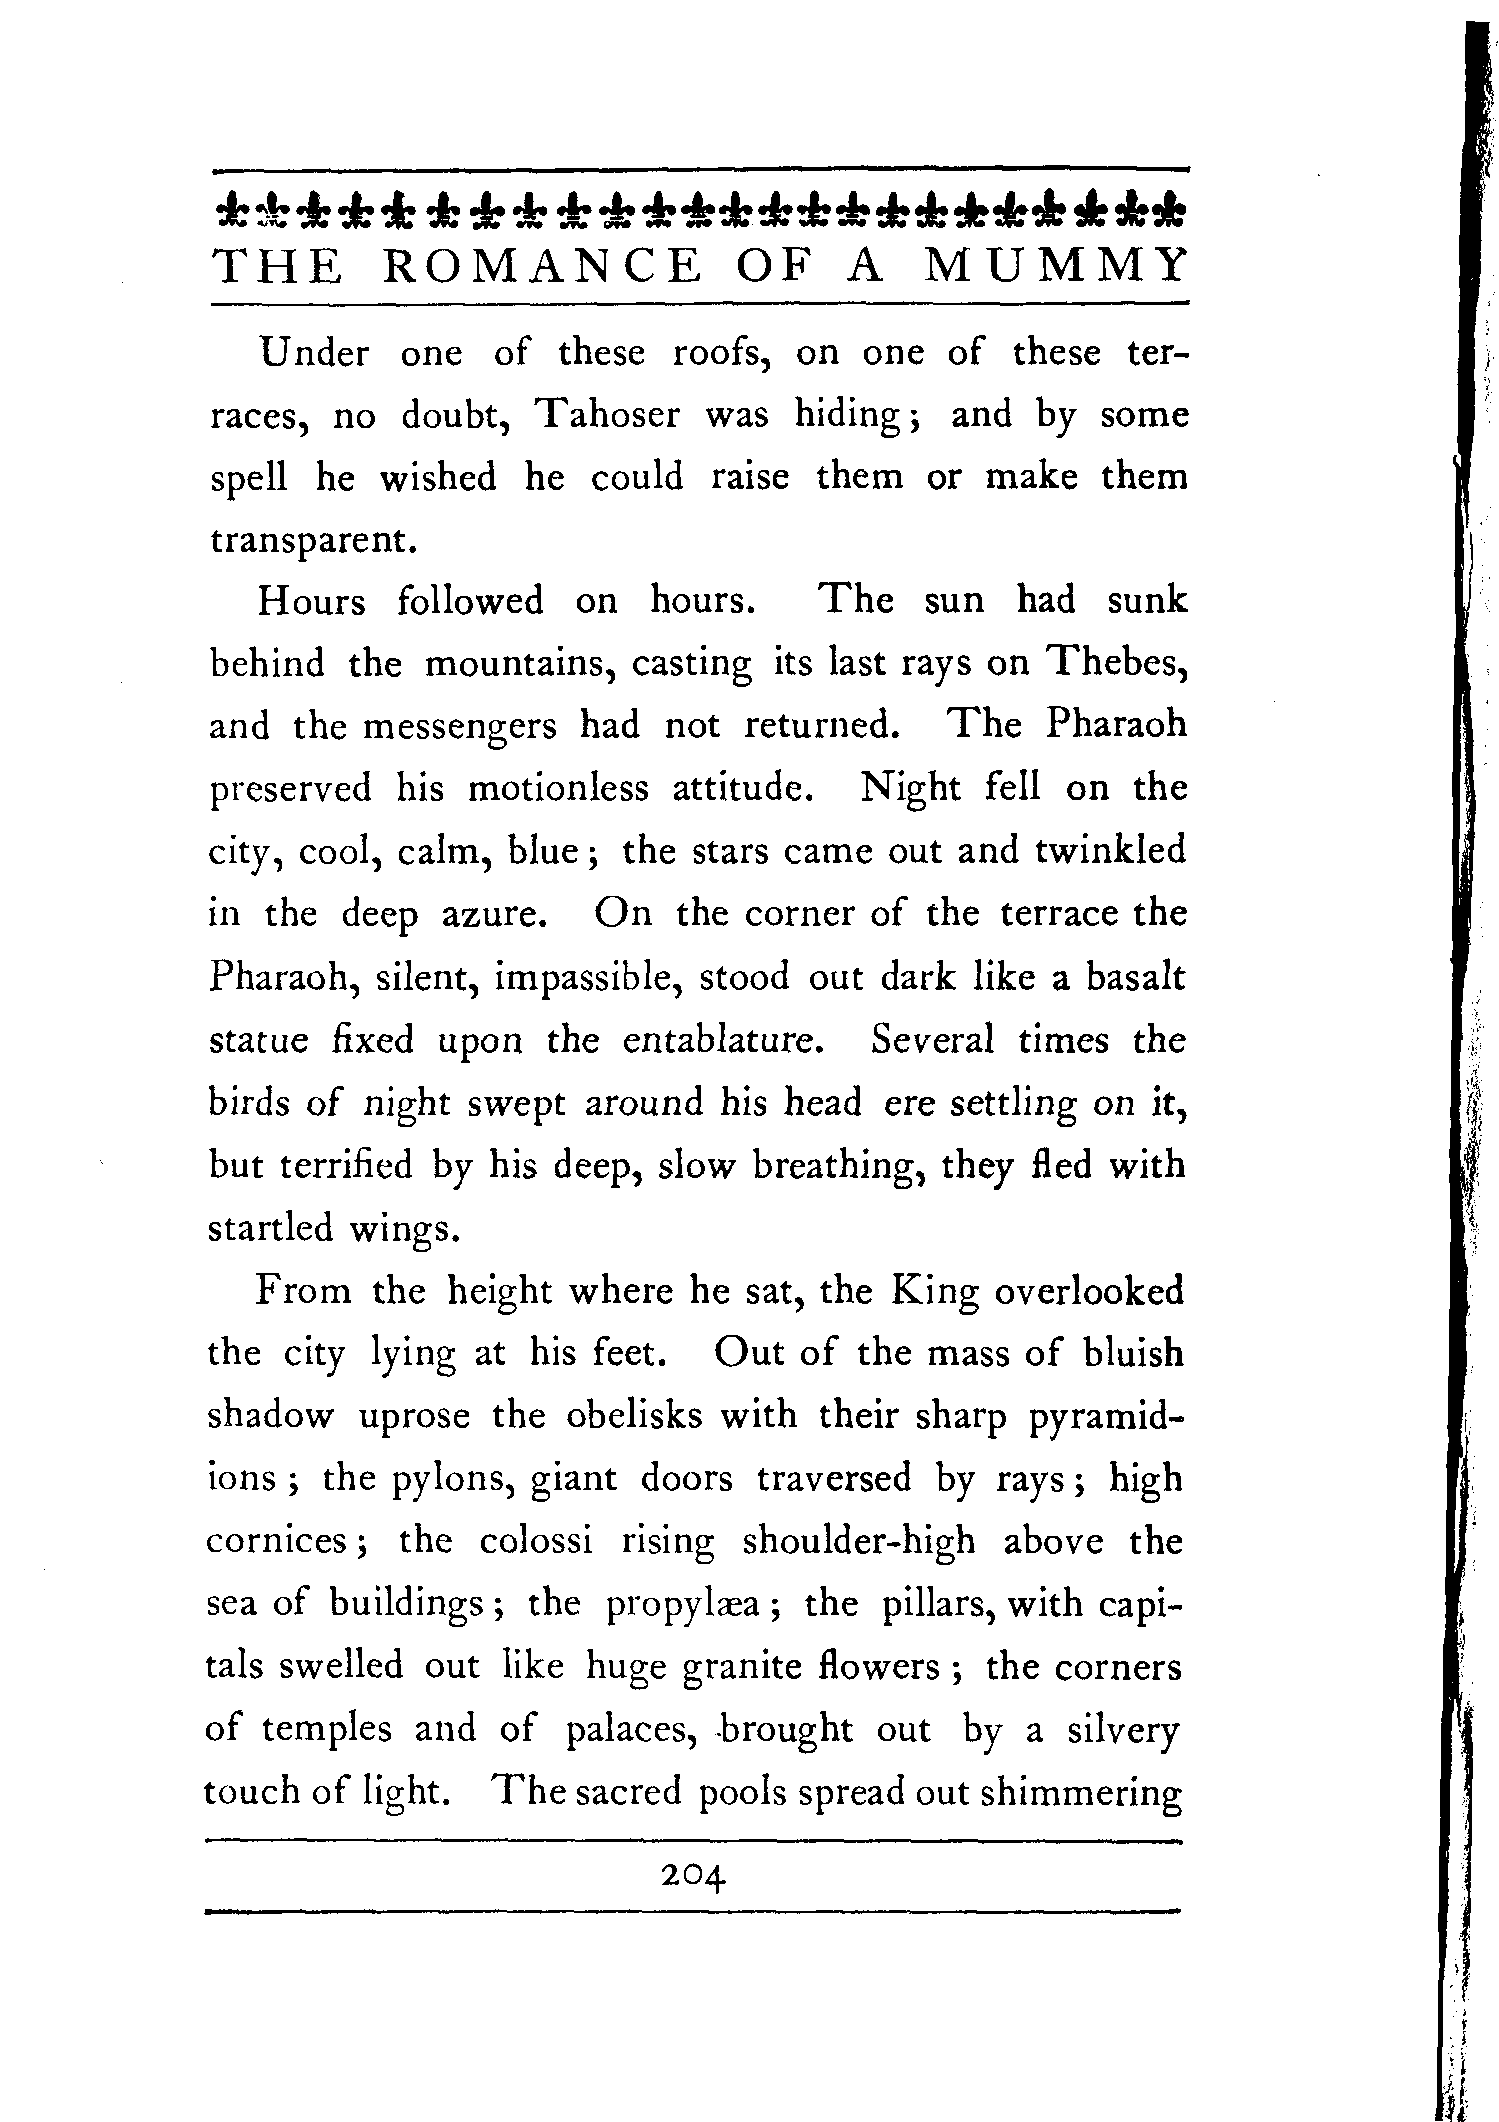 THE ROMANCE OF A MUMMY
Under one of these roofs, on one of these ter-
races, no doubt, Tahoser was hiding; and by some
spell he wished he could raise them or make them
transparent.
Hours followed on hours. The sun had sunk
behind the mountains, casting its last rays on Thebes,
and the messengers had not returned. The Pharaoh
preserved his motionless attitude. Night fell on the
city, cool, calm, blue; the stars came out and twinkled
in the deep azure. On the corner of the terrace the
Pharaoh, silent, impassible, stood out dark like a basalt
statue fixed upon the entablature. Several times the
birds of night swept around his head ere settling on it,
but terrified by his deep, slow breathing, they fled with
startled wings.
From the height where he sat, the King overlooked
the city lying at his feet. Out of the mass of bluish
shadow uprose the obelisks with their sharp pyramid-
ions; the pylons, giant doors traversed by rays; high
cornices; the colossi rising shoulder-high above the
sea of buildings; the propylæa; the pillars, with capi-
tals swelled out like huge granite flowers; the corners
of temples and of palaces, brought out by a silvery
touch of light. The sacred pools spread out shimmering
204